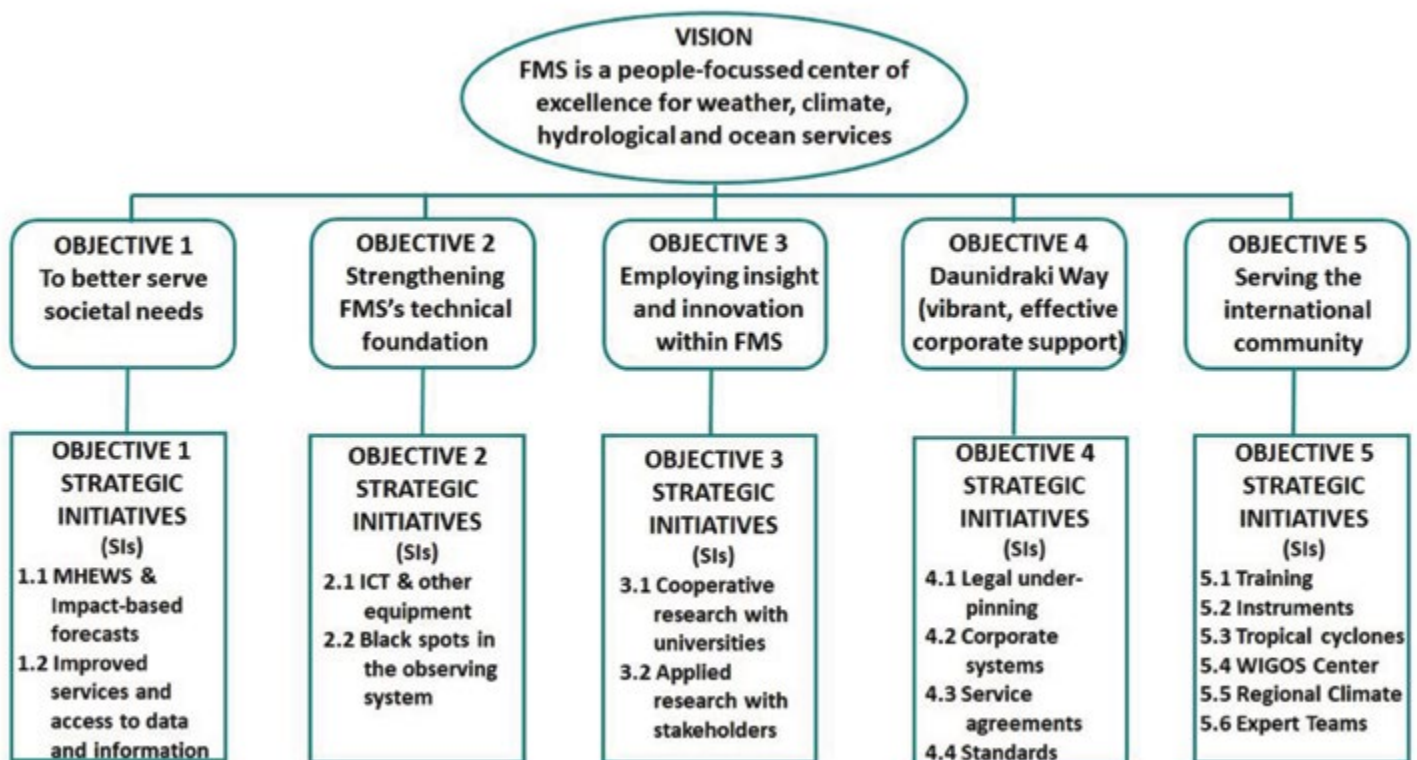 VISION
FMS is a people-focussed center of
excellence for weather, climate,
hydrological and ocean services
OBJECTIVE 1
To better serve
societal needs
OBJECTIVE 2
Strengthening
FMS's technical
foundation
OBJECTIVE 3
Employing insight
and innovation
within FMS
OBJECTIVE 4
Daunidraki Way
(vibrant, effective
corporate support)
OBJECTIVE 5
Serving the
international
community
OBJECTIVE 1
STRATEGIC
INITIATIVES
(SIs)
1.1 MHEWS &
Impact-based
forecasts
1.2 Improved
services and
access to data
and information
OBJECTIVE 2
STRATEGIC
INITIATIVES
(SIs)
2.1 ICT & other
equipment
2.2 Black spots in
the observing
system
OBJECTIVE 3
STRATEGIC
INITIATIVES
(SIs)
3.1 Cooperative
research with
universities
3.2 Applied
research with
stakeholders
OBJECTIVE 4
STRATEGIC
INITIATIVES
(SIs)
4.1 Legal under-
pinning
4.2 Corporate
systems
4.3 Service
agreements
4.4 Standards
OBJECTIVE 5
STRATEGIC
INITIATIVES
(SIs)
5.1 Training
5.2 Instruments
5.3 Tropical cyclones
5.4 WIGOS Center
5.5 Regional Climate
5.6 Expert Teams